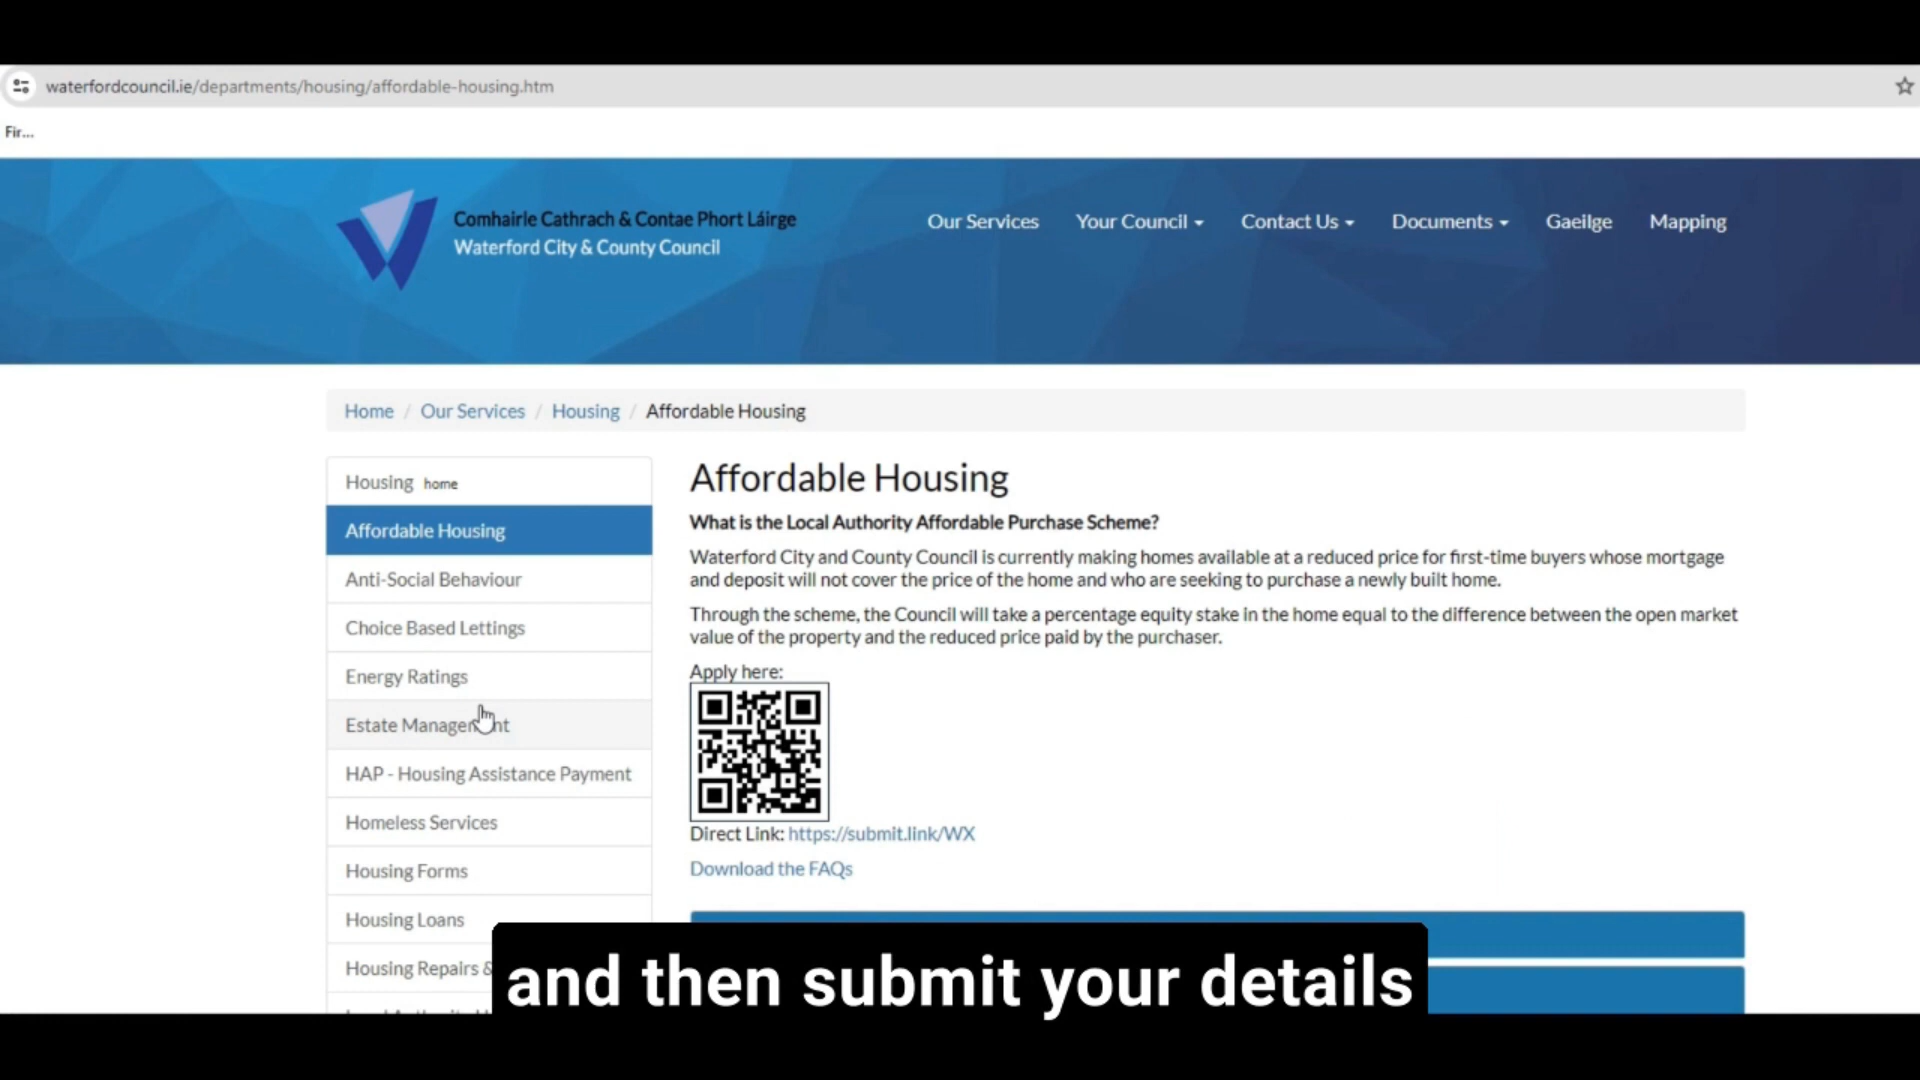 waterfordcouncil.ie/departments/housing/affordable-housing.htm
Fir...
Comhairle Cathrach & Contae Phort Láirge
Waterford City & County Council
Our Services Your Council Contact Us Documents Gaeilge Mapping
Home / Our Services / Housing / Affordable Housing
Housing home
Affordable Housing
Anti-Social Behaviour
Choice Based Lettings
Energy Ratings
Estate Management
HAP - Housing Assistance Payment
Homeless Services
Housing Forms
Housing Loans
Housing Repairs &
Affordable Housing
What is the Local Authority Affordable Purchase Scheme?
Waterford City and County Council is currently making homes available at a reduced price for first-time buyers whose mortgage
and deposit will not cover the price of the home and who are seeking to purchase a newly built home.
Through the scheme, the Council will take a percentage equity stake in the home equal to the difference between the open market
value of the property and the reduced price paid by the purchaser.
Apply here:
Direct Link: https://submit.link/WX
Download the FAQs
and then submit your details